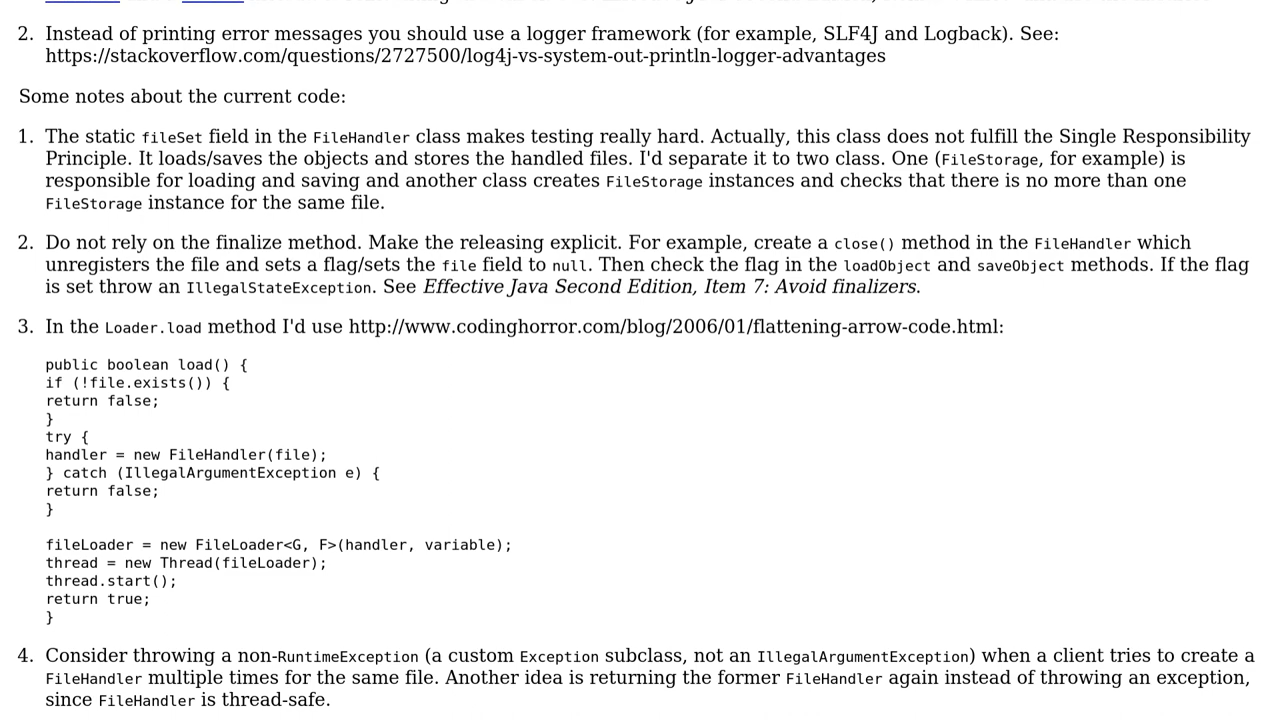 2. Instead of printing error messages you should use a logger framework (for example, SLF4J and Logback). See:
https://stackoverflow.com/questions/2727500/log4j-vs-system-out-println-logger-advantages
Some notes about the current code:
1. The static fileSet field in the FileHandler class makes testing really hard. Actually, this class does not fulfill the Single Responsibility
Principle. It loads/saves the objects and stores the handled files. I'd separate it to two class. One (FileStorage, for example) is
responsible for loading and saving and another class creates FileStorage instances and checks that there is no more than one
FileStorage instance for the same file.
2. Do not rely on the finalize method. Make the releasing explicit. For example, create a close() method in the FileHandler which
unregisters the file and sets a flag/sets the file field to null. Then check the flag in the loadObject and saveObject methods. If the flag
is set throw an IllegalStateException. See Effective Java Second Edition, Item 7: Avoid finalizers.
3. In the Loader.load method I'd use http://www.codinghorror.com/blog/2006/01/flattening-arrow-code.html:
public boolean load() {
if (!file.exists()) {
return false;
}
try {
handler = new FileHandler(file);
} catch (IllegalArgumentException e) {
return false;
}
fileLoader = new FileLoader<G, F>(handler, variable);
thread = new Thread(fileLoader);
thread.start();
return true;
}
4. Consider throwing a non-RuntimeException (a custom Exception subclass, not an IllegalArgumentException) when a client tries to create a
FileHandler multiple times for the same file. Another idea is returning the former FileHandler again instead of throwing an exception,
since FileHandler is thread-safe.